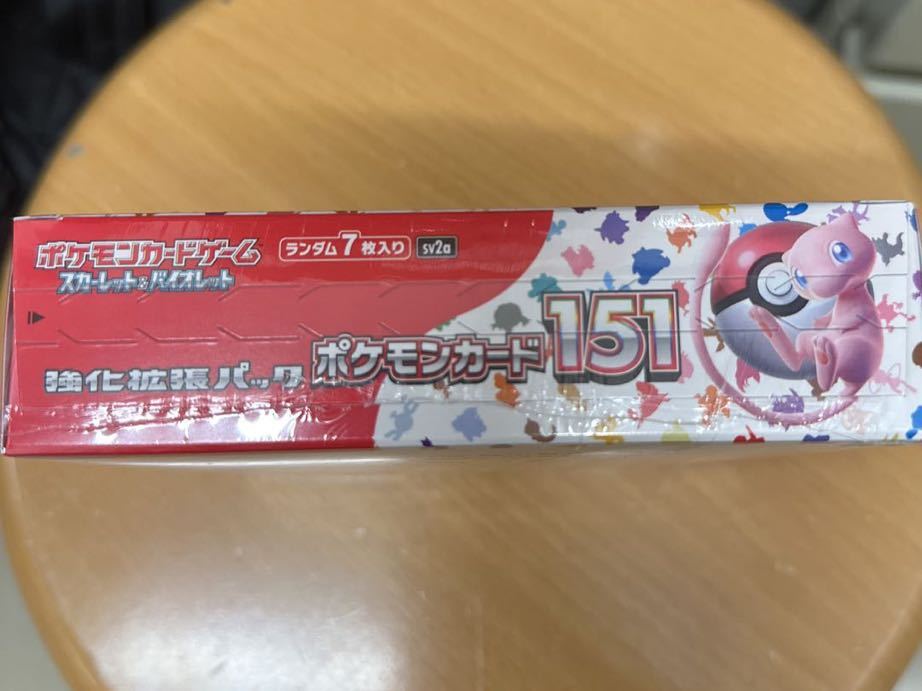 ポケモンカードゲーム
スカーレット&バイオレット
ランダム7枚入り
sv2a
強化拡張パック
ポケモンカード151